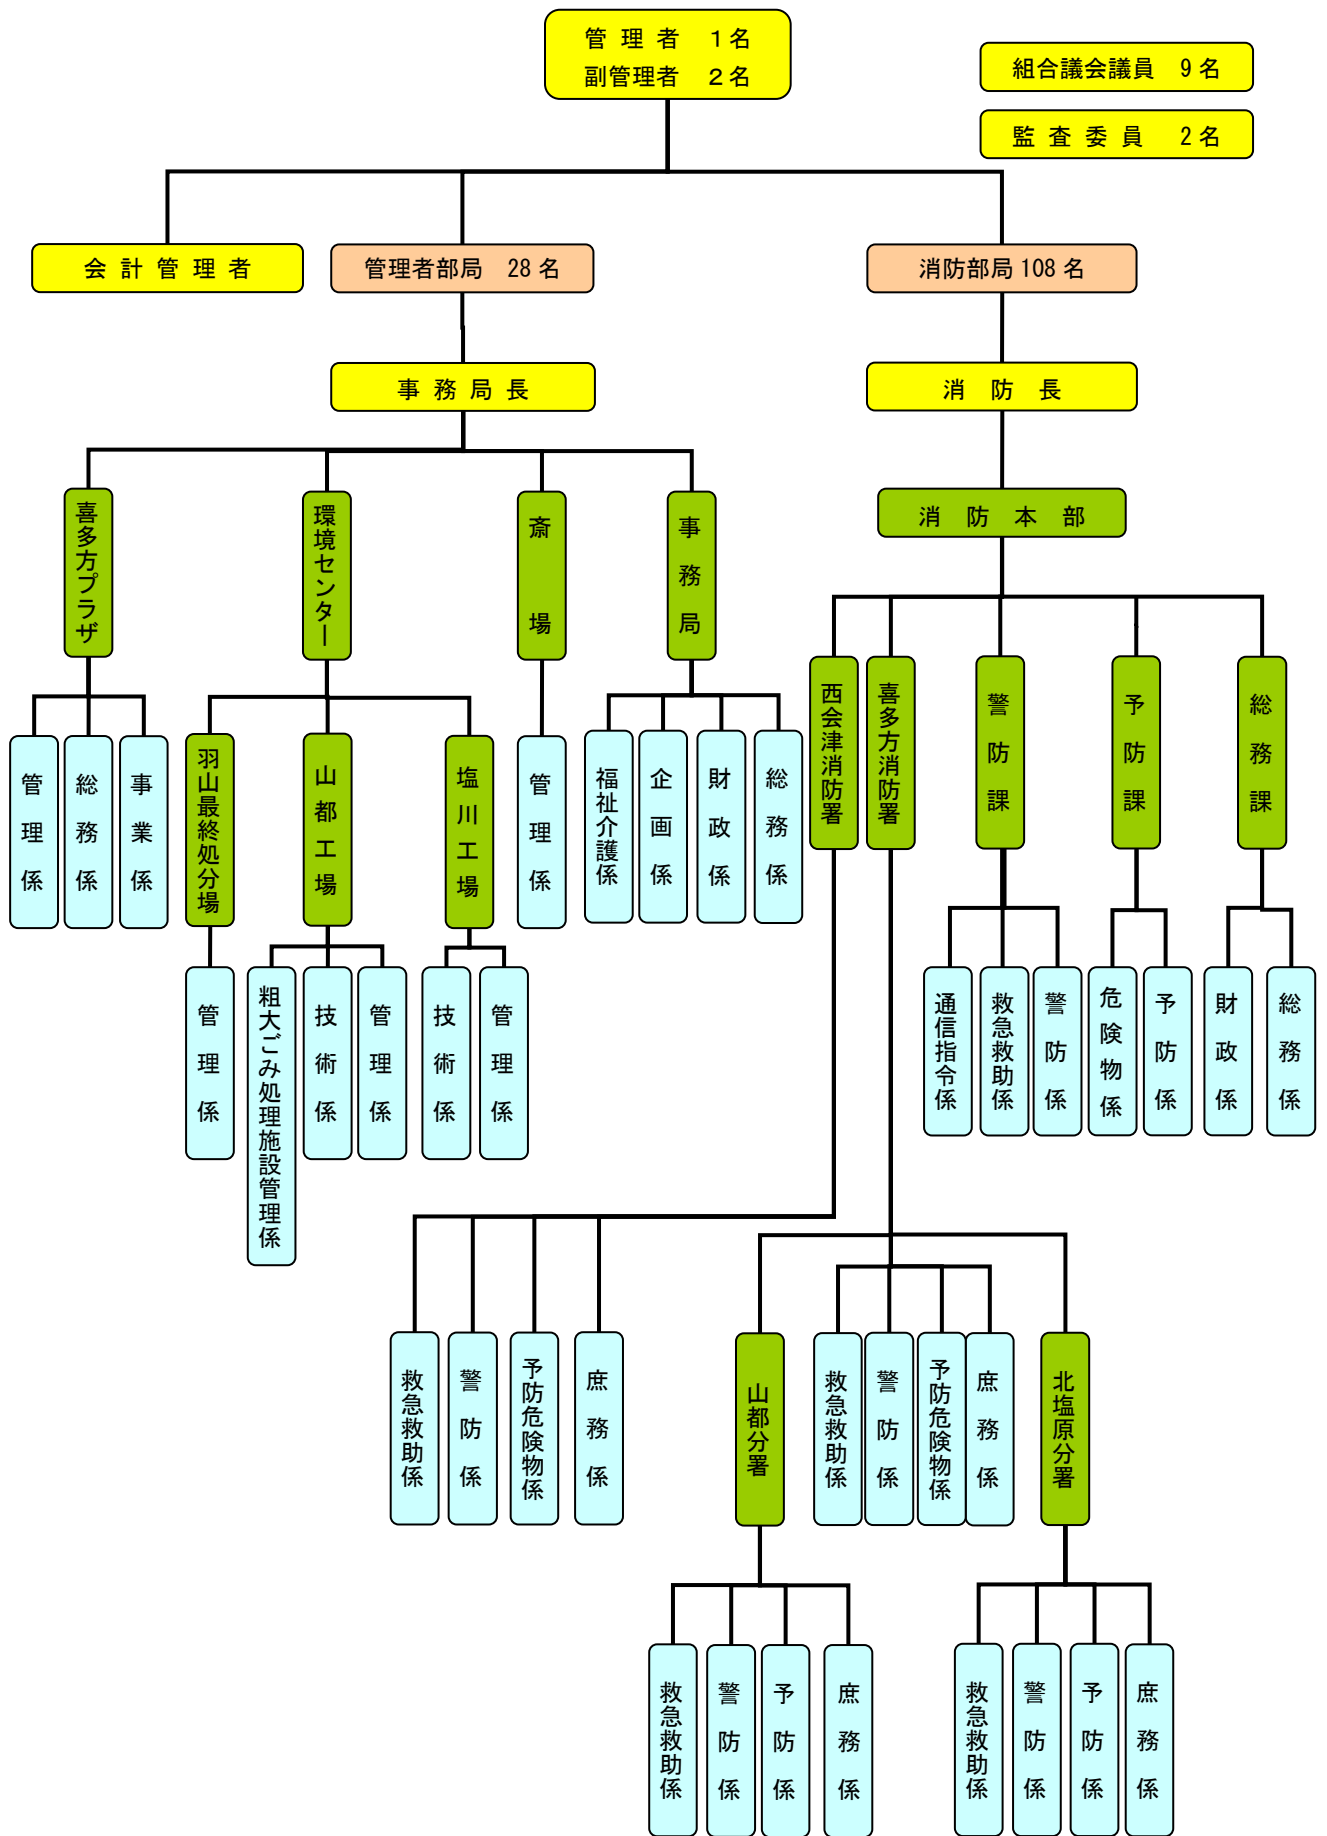 管 理 者　１名
副管理者　２名
組合議会議員　9 名
監 査 委 員　2 名
会 計 管 理 者
管理者部局　28 名
消防部局 108 名
事 務 局 長
消　防　長
喜多方プラザ
環境センター
斎　場
事 務 局
消　防　本　部
西会津消防署
喜多方消防署
警 防 課
予 防 課
総 務 課
管 理 係
総 務 係
事 業 係
羽山最終処分場
山 都 工 場
塩 川 工 場
管 理 係
福祉介護係
企 画 係
財 政 係
総 務 係
管 理 係
粗大ごみ処理施設管理係
技 術 係
管 理 係
技 術 係
管 理 係
通信指令係
救急救助係
警 防 係
危 険 物 係
予 防 係
財 政 係
総 務 係
救急救助係
警 防 係
予防危険物係
庶 務 係
山都分署
救急救助係
警 防 係
予防危険物係
庶 務 係
北塩原分署
救急救助係
警 防 係
予 防 係
庶 務 係
救急救助係
警 防 係
予 防 係
庶 務 係